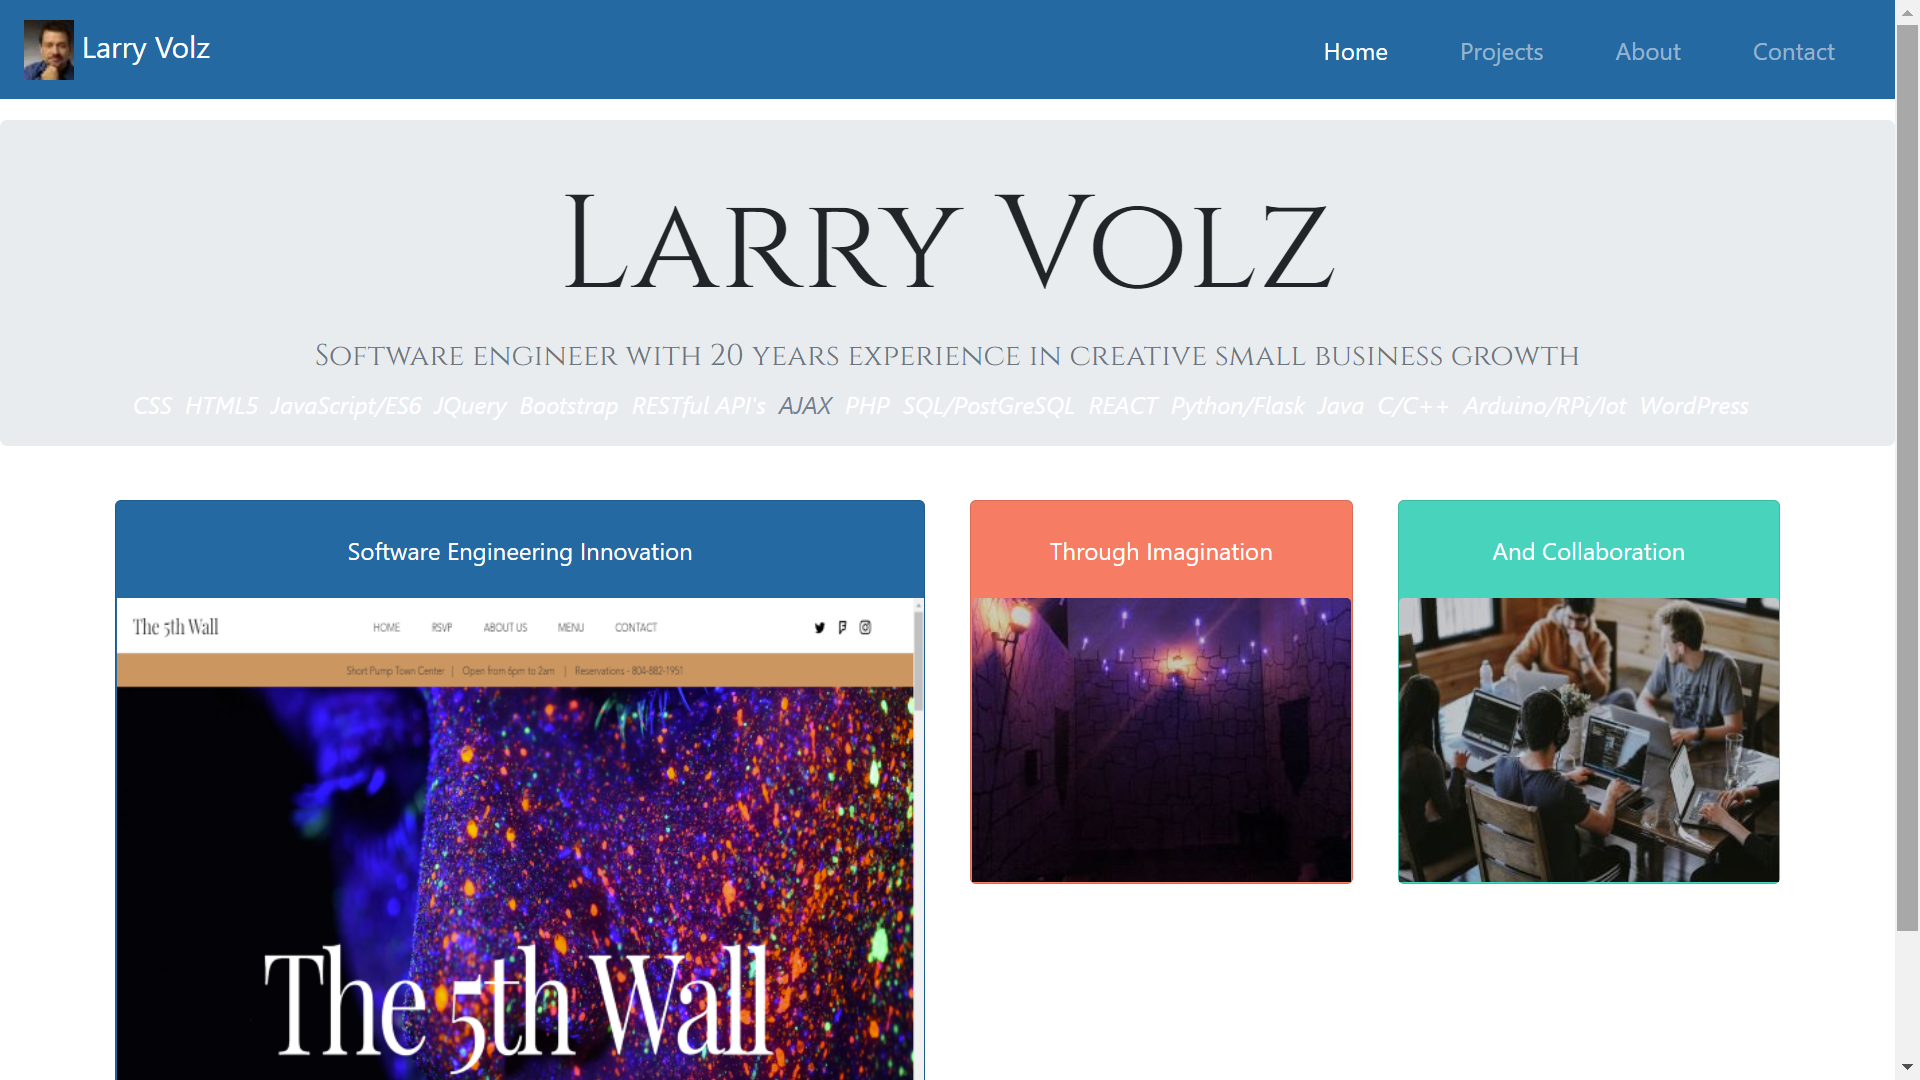 Larry Volz
Home Projects About Contact
Larry Volz
Software engineer with 20 years experience in creative small business growth
CSS HTML5 JavaScript/ES6 JQuery Bootstrap RESTful API's AJAX PHP SQL/PostGreSQL REACT Python/Flask Java C/C++ Arduino/RPi/Iot WordPress
Software Engineering Innovation
The 5th Wall
HOME RSVP ABOUT US MENU CONTACT
Short Pump Town Center | Open from 6pm to 2am | Reservations - 804-882-1951
The 5th Wall
Through Imagination
And Collaboration